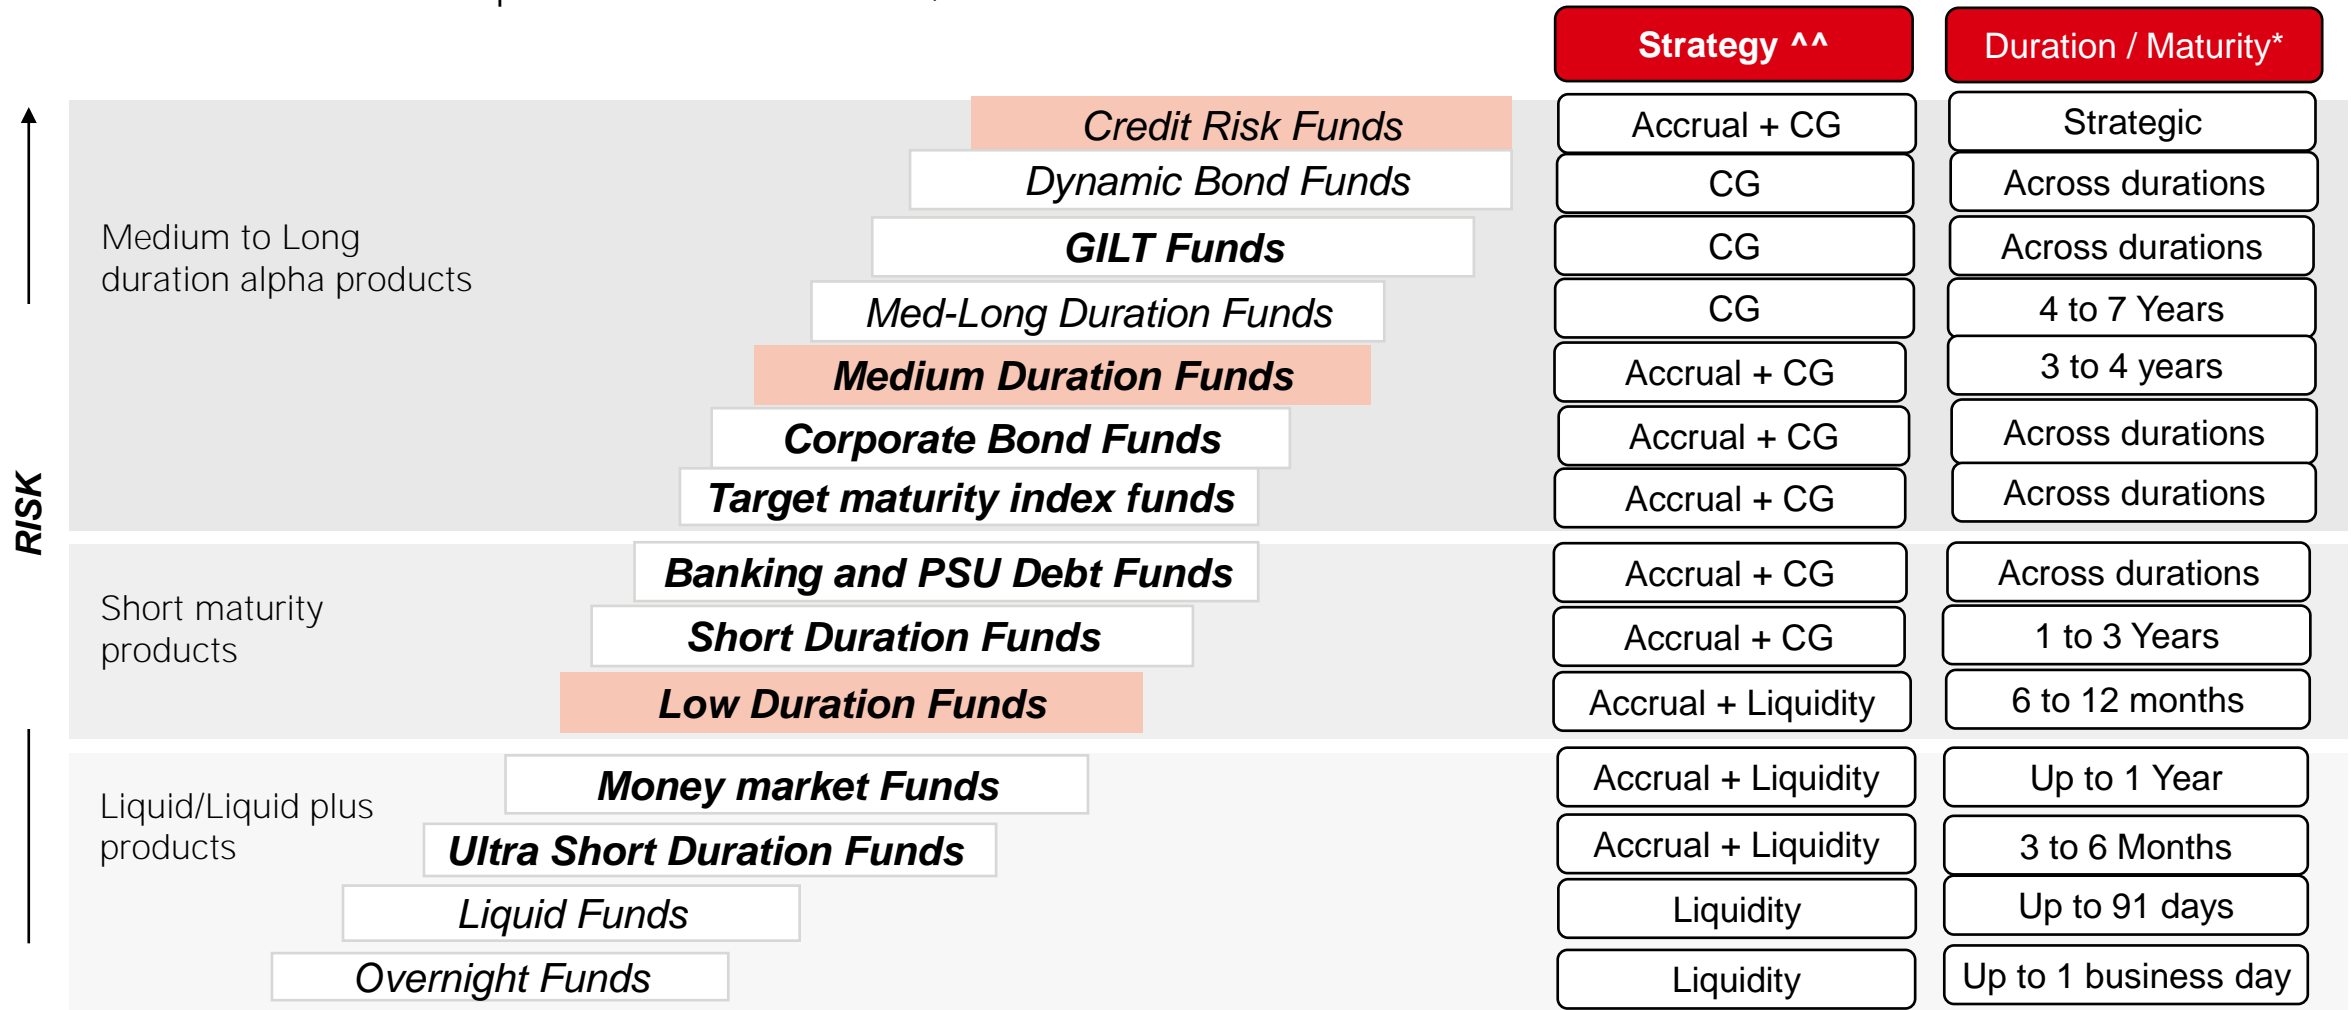 Strategy ^^
Duration / Maturity*
Credit Risk Funds
Accrual + CG
Strategic
Dynamic Bond Funds
CG
Across durations
Medium to Long
duration alpha products
GILT Funds
CG
Across durations
Med-Long Duration Funds
CG
4 to 7 Years
Medium Duration Funds
Accrual + CG
3 to 4 years
Corporate Bond Funds
Accrual + CG
Across durations
Target maturity index funds
Accrual + CG
Across durations
RISK
Banking and PSU Debt Funds
Accrual + CG
Across durations
Short maturity
products
Short Duration Funds
Accrual + CG
1 to 3 Years
Low Duration Funds
Accrual + Liquidity
6 to 12 months
Money market Funds
Accrual + Liquidity
Up to 1 Year
Liquid/Liquid plus
products
Ultra Short Duration Funds
Accrual + Liquidity
3 to 6 Months
Liquid Funds
Liquidity
Up to 91 days
Overnight Funds
Liquidity
Up to 1 business day